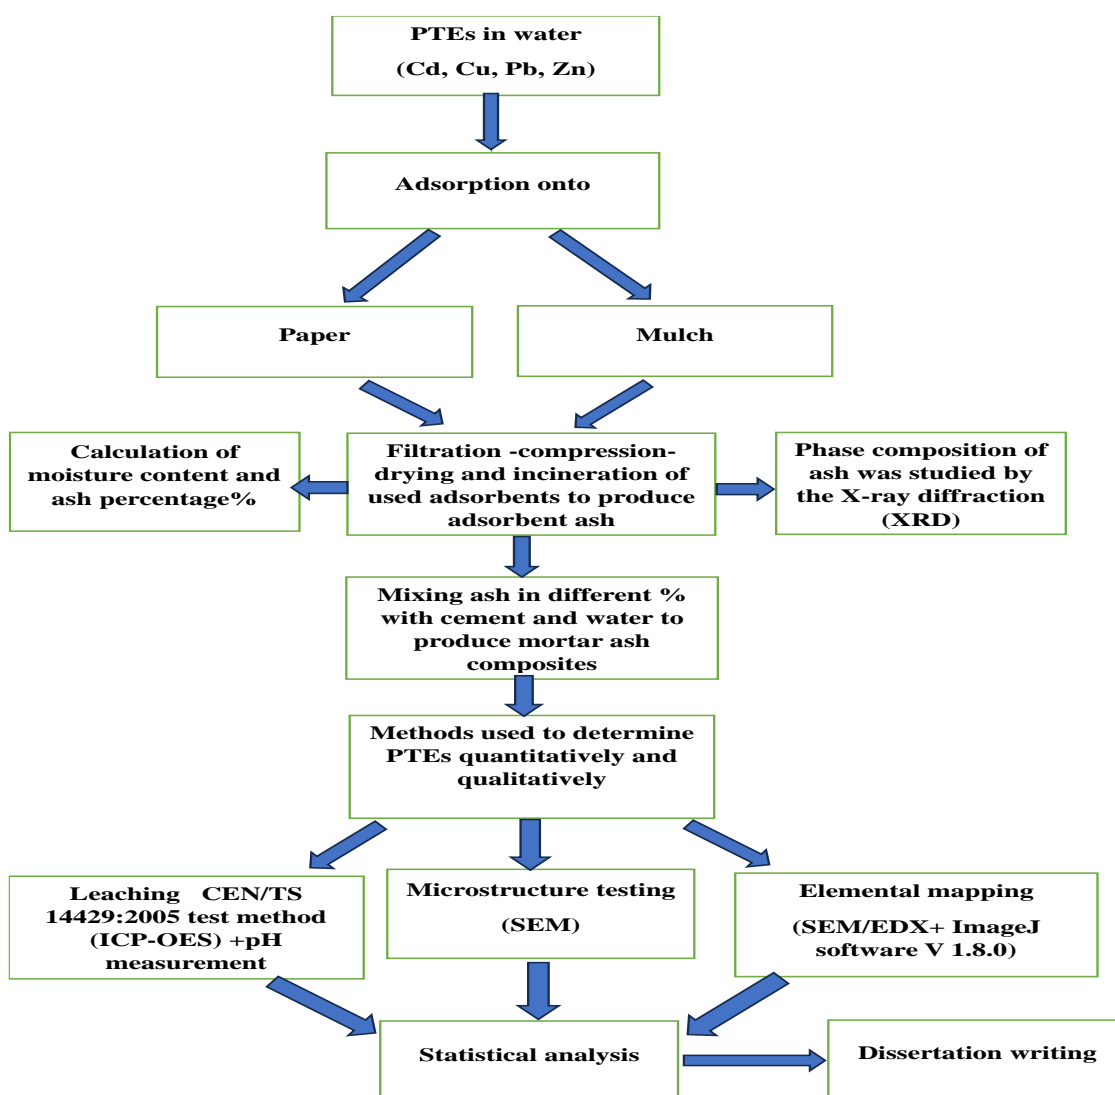 PTEs in water
(Cd, Cu, Pb, Zn)
Adsorption onto
Paper
Mulch
Calculation of
moisture content and
ash percentage%
Filtration -compression-
drying and incineration of
used adsorbents to produce
adsorbent ash
Phase composition of
ash was studied by
the X-ray diffraction
(XRD)
Mixing ash in different %
with cement and water to
produce mortar ash
composites
Methods used to determine
PTEs quantitatively and
qualitatively
Leaching CEN/TS
14429:2005 test method
(ICP-OES) +pH
measurement
Microstructure testing
(SEM)
Elemental mapping
(SEM/EDX+ ImageJ
software V 1.8.0)
Statistical analysis
Dissertation writing